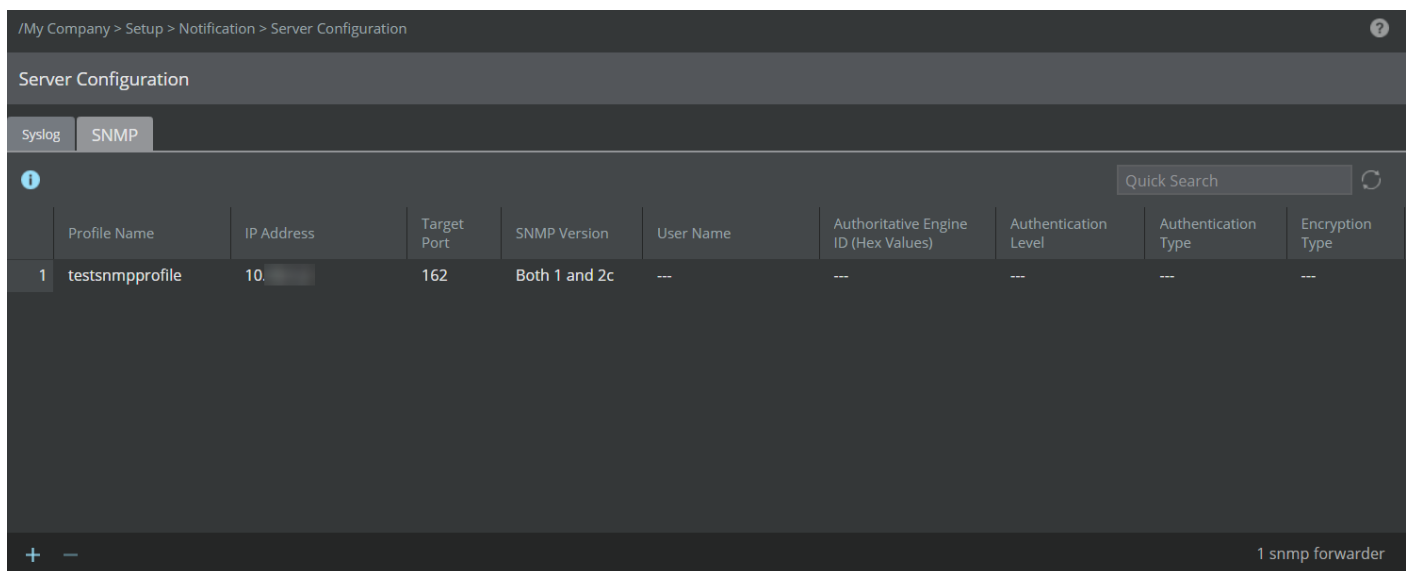 /My Company > Setup > Notification > Server Configuration
?
Server Configuration
Syslog SNMP
i
Quick Search
Profile Name IP Address Target Port SNMP Version User Name Authoritative Engine ID (Hex Values) Authentication Level Authentication Type Encryption Type
1 testsnmpprofile 10. 162 Both 1 and 2c --- --- --- --- ---
+ −
1 snmp forwarder